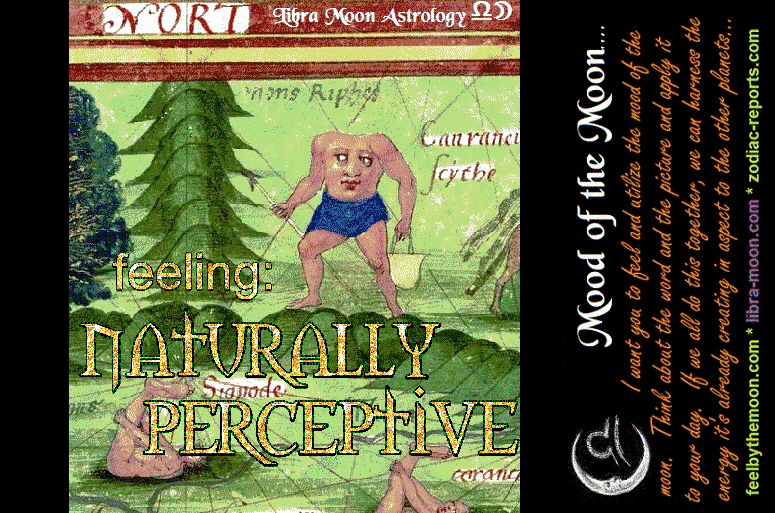 NORT
Libra Moon Astrology
Riphei
Scythe
feeling:
NATURALLY
Signode
PERCEPTIVE
Mood of the Moon...
I want you to feel and utilize the mood of the
moon. Think about the word and the picture and apply it
to your day. If we all do this together, we can harness the
energy it's already creating in aspect to the other planets...
feelbythemoon.com * libra-moon.com * zodiac-reports.com